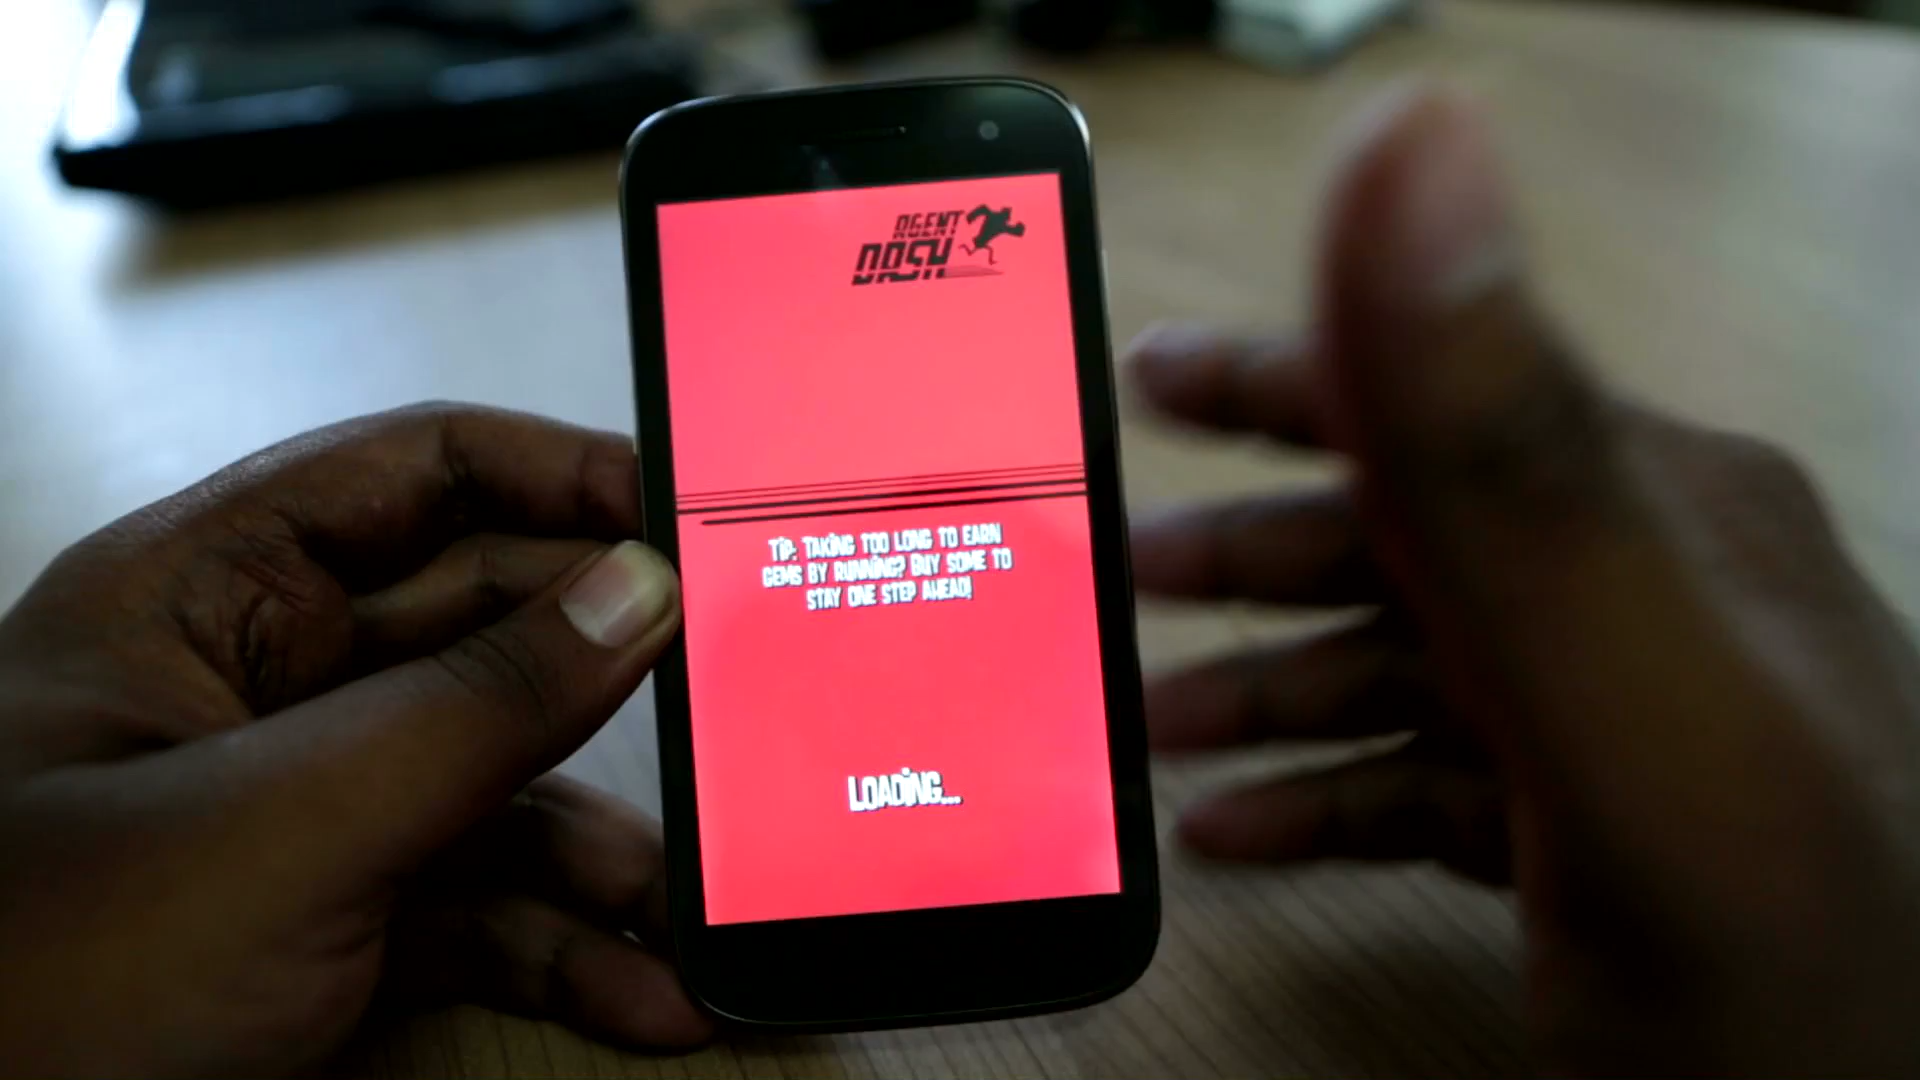 AGENT
DASH
TIP: TAKING TOO LONG TO EARN
GEMS BY RUNNING? BUY SOME TO
STAY ONE STEP AHEAD!
LOADING...